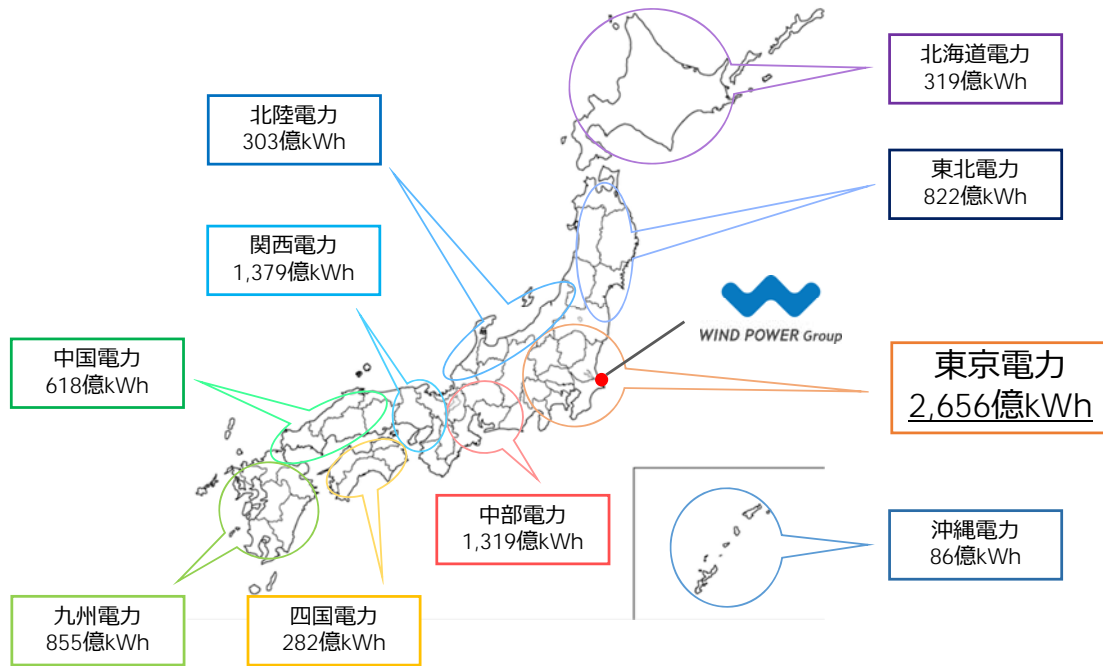 北海道電力
319億kWh
北陸電力
303億kWh
東北電力
822億kWh
関西電力
1,379億kWh
WIND POWER Group
中国電力
618億kWh
東京電力
2,656億kWh
中部電力
1,319億kWh
沖縄電力
86億kWh
九州電力
855億kWh
四国電力
282億kWh